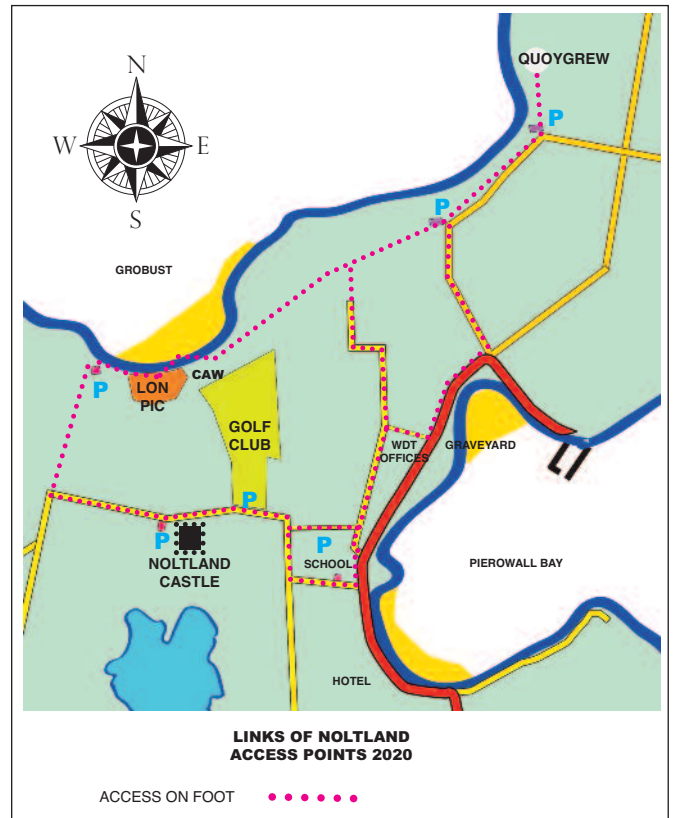 QUOYGREW
P
N
W
E
S
P
GROBUST
P
CAW
LON
PIC
GOLF
CLUB
WDT
OFFICES
GRAVEYARD
P
P
P
SCHOOL
NOLTLAND
CASTLE
PIEROWALL BAY
HOTEL
LINKS OF NOLTLAND
ACCESS POINTS 2020
ACCESS ON FOOT